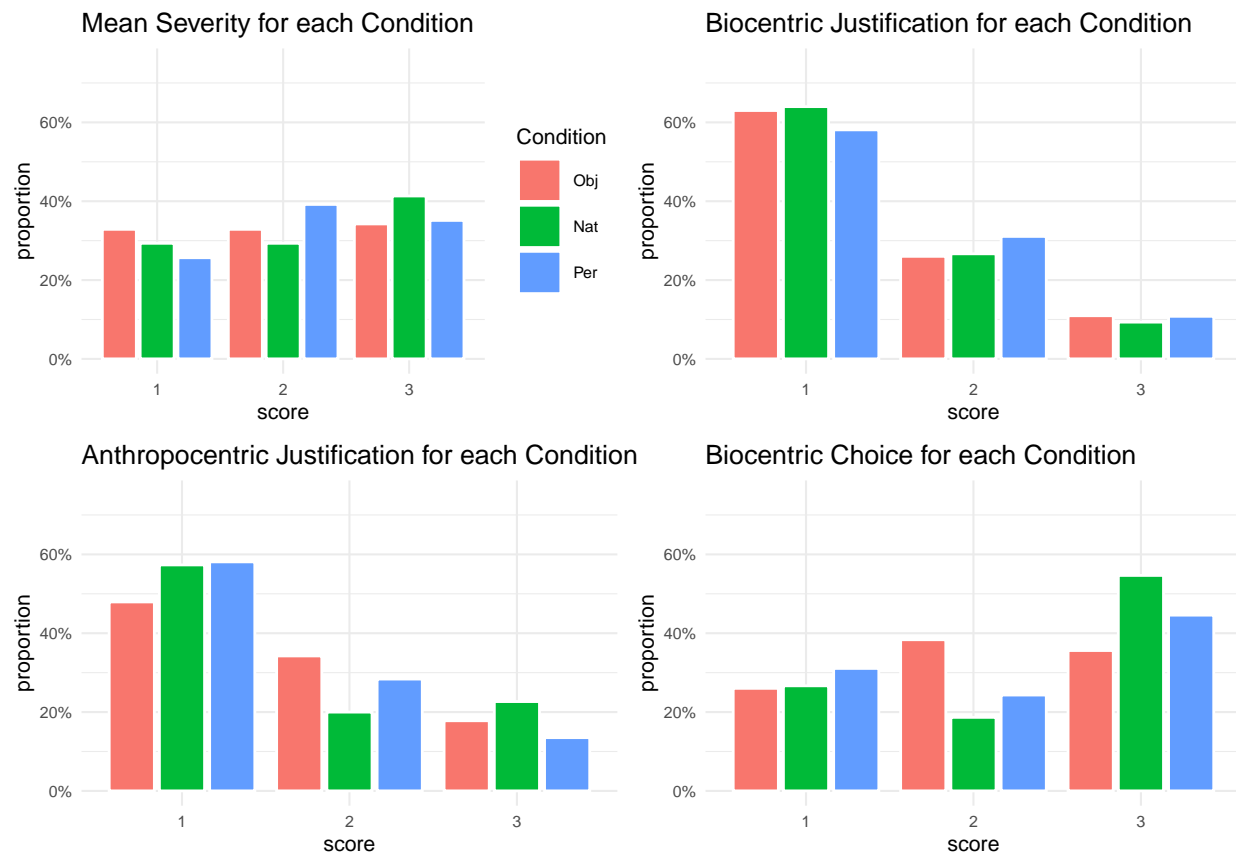 Mean Severity for each Condition
proportion
60%
40%
20%
0%
1 2 3
score
Condition
Obj
Nat
Per
Biocentric Justification for each Condition
proportion
60%
40%
20%
0%
1 2 3
score
Anthropocentric Justification for each Condition
proportion
60%
40%
20%
0%
1 2 3
score
Biocentric Choice for each Condition
proportion
60%
40%
20%
0%
1 2 3
score